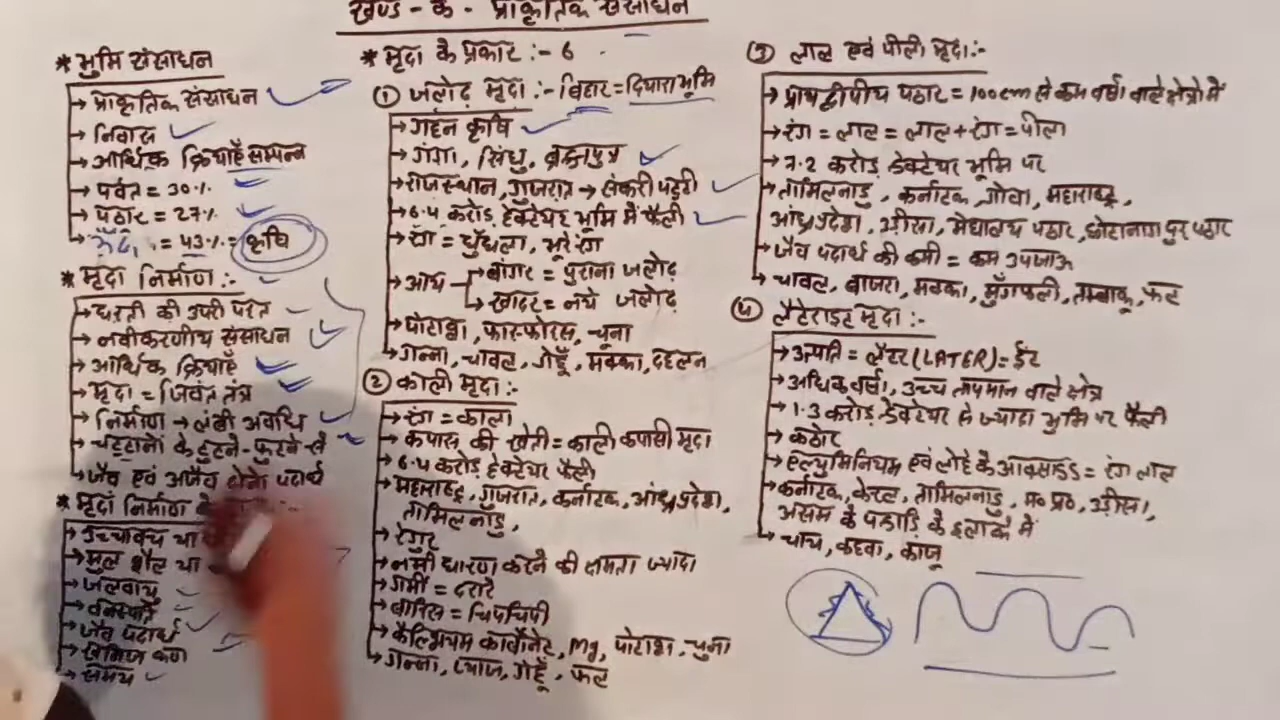 खण्ड - क - प्राकृतिक संसाधन
* भुमि संसाधन
→ प्राकृतिक संसाधन
→ निवास
→ आर्थिक क्रियाएँ सम्पन्न
→ पर्वत = 30%
→ पठार = 27%
→ = 43% = कृषि
* मृदा निर्माण :-
→ धरती की उपरी परत
→ नवीकरणीय संसाधन
→ आर्थिक क्रियाएँ
→ मृदा = जिवंत तंत्र
→ निर्माण → लंबी अवधि
→ चट्टानों के टुटने - फुटने से
→ जैव एवं अजैव दोनो पदार्थ
* मृदा निर्माण के
→ उच्चावच या
→ मुल शैल या
→ जलवायु
→ वनस्पति
→ जैव पदार्थ
→ खनिज कण
→ समय
* मृदा के प्रकार :- 6
① जलोढ़ मृदा :- बिहार = दियारा भूमि
→ गहन कृषि
→ गंगा, सिंधु, ब्रह्मपुत्र
→ राजस्थान, गुजरात → संकरी पट्टी
→ 6.4 करोड़ हेक्टेयर भूमि में फैली
→ रंग = धुँधला, भूरे रंग
→ आयु → बांगर = पुराना जलोढ़
→ खादर = नये जलोढ़
→ पोटाश, फास्फोरस, चूना
→ गन्ना, चावल, गेहूँ, मक्का, दलहन
② काली मृदा :-
→ रंग = काला
→ कपास की खेती = काली कपासी मृदा
→ 6.4 करोड़ हेक्टेयर फैली
→ महाराष्ट्र, गुजरात, कर्नाटक, आंध्रप्रदेश,
तामिलनाडु,
→ रेगुर
→ नमी धारण करने की क्षमता ज्यादा
→ गर्मी = दरारे
→ बारिस = चिपचिपी
→ कैल्सियम कार्बोनेट, Mg, पोटाश, चुना
→ गन्ना, प्याज, गेहूँ, फल
③ लाल एवं पीली मृदा :-
→ प्रायद्वीपीय पठार = 100cm से कम वर्षा वाले क्षेत्रो में
→ रंग = लाल = लाल + रंग = पीला
→ 7.2 करोड़ हेक्टेयर भूमि पर
→ तामिलनाडु, कर्नाटक, गोवा, महाराष्ट्र,
आंध्रप्रदेश, उड़ीसा, मेघालय पठार, छोटानागपुर पठार
→ जैव पदार्थ की कमी = कम उपजाऊ
→ चावल, बाजरा, मक्का, मुँगफली, तम्बाकू, फल
④ लैटेराइट मृदा :-
→ उत्पति = लैटर (LATER) = ईंट
→ अधिक वर्षा, उच्च तापमान वाले क्षेत्र
→ 1.3 करोड़ हेक्टेयर से ज्यादा भुमि पर फैली
→ कठोर
→ एल्युमिनियम एवं लोहे के आक्साइड = रंग लाल
→ कर्नाटक, केरल, तामिलनाडु, म० प्र०, उड़ीसा,
असम के पहाड़ि के इलाके में
→ चाय, कहवा, काजू